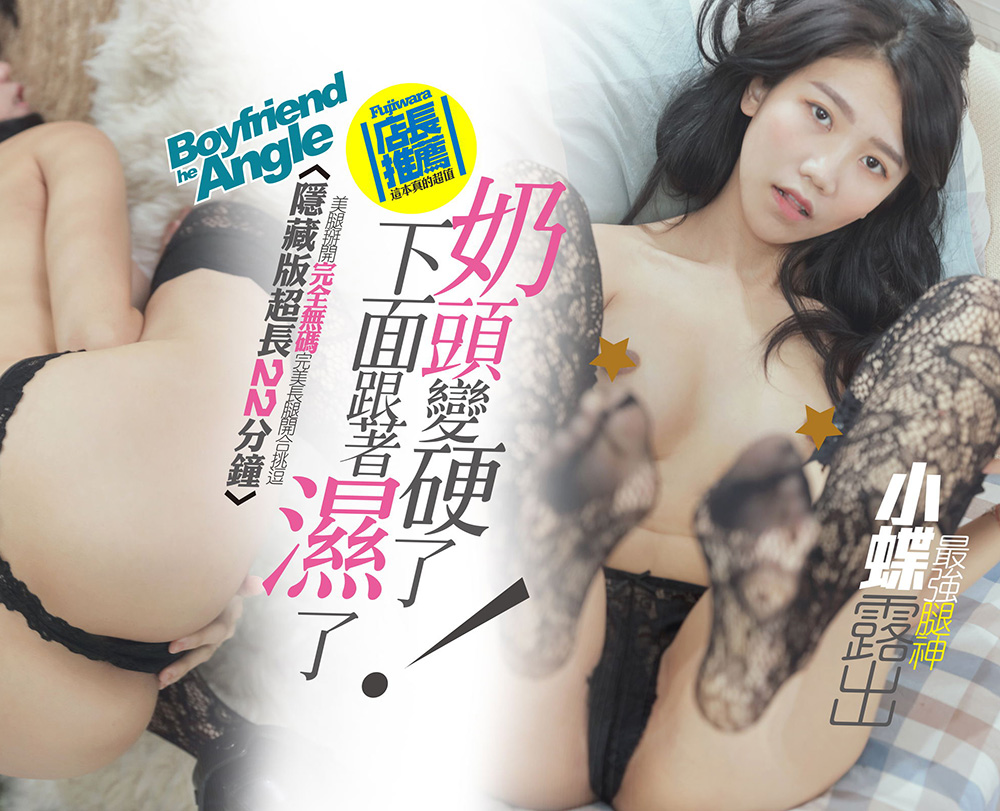 Boyfriend
he Angle
Fujiwara
店長
推薦
這本真的超值
奶頭變硬了
下面跟著濕了!
美腿掰開完全無碼完美長腿開合挑逗
《隱藏版超長22分鐘》
最強腿神
小蝶露出